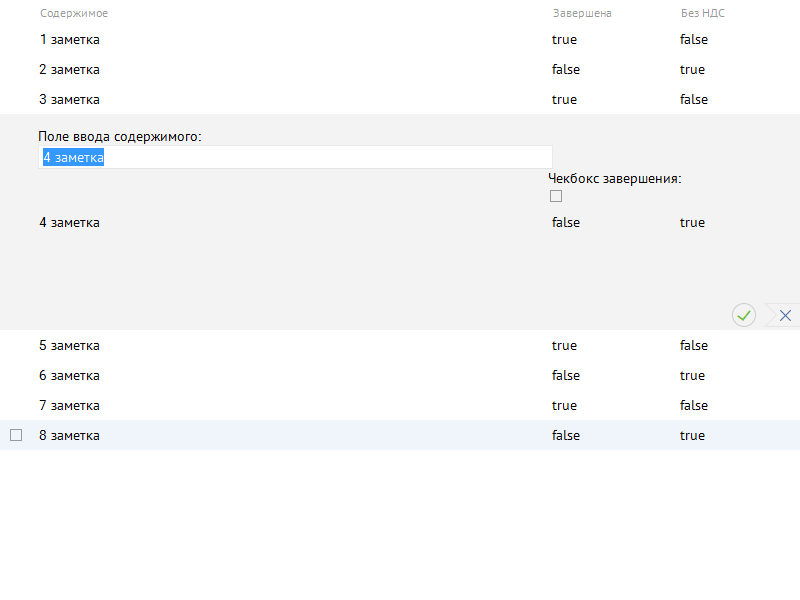 Содержимое Завершена Без НДС
1 заметка true false
2 заметка false true
3 заметка true false
Поле ввода содержимого:
4 заметка
Чекбокс завершения:
4 заметка false true
5 заметка true false
6 заметка false true
7 заметка true false
8 заметка false true